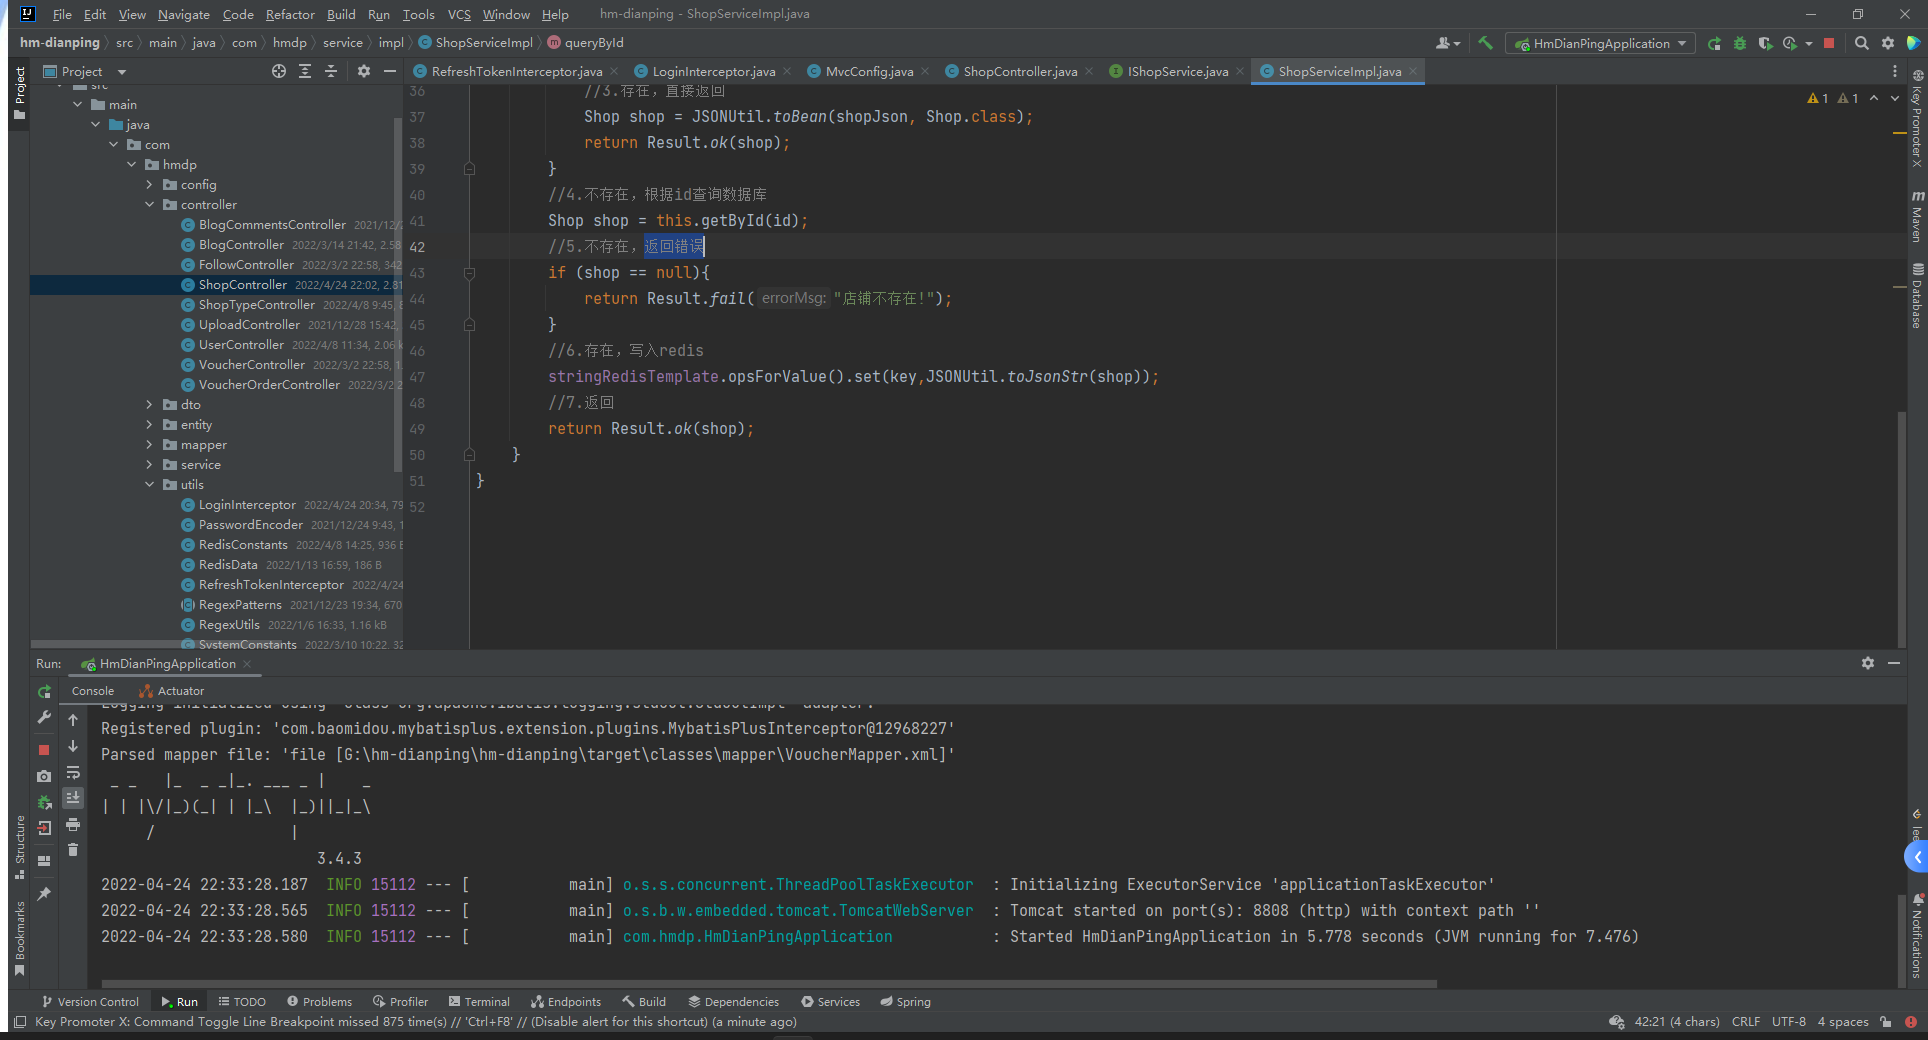 File Edit View Navigate Code Refactor Build Run Tools VCS Window Help hm-dianping - ShopServiceImpl.java
hm-dianping src main java com hmdp service impl ShopServiceImpl queryById
HmDianPingApplication
Project
RefreshTokenInterceptor.java LoginInterceptor.java MvcConfig.java ShopController.java IShopService.java ShopServiceImpl.java
Project
src
main
java
com
hmdp
config
controller
BlogCommentsController 2021/12/2
BlogController 2022/3/14 21:42, 2.58
FollowController 2022/3/2 22:58, 342
ShopController 2022/4/24 22:02, 2.81
ShopTypeController 2022/4/8 9:45, 8
UploadController 2021/12/28 15:42,
UserController 2022/4/8 11:34, 2.06 k
VoucherController 2022/3/2 22:58, 1.
VoucherOrderController 2022/3/2 2
dto
entity
mapper
service
utils
LoginInterceptor 2022/4/24 20:34, 79
PasswordEncoder 2021/12/24 9:43, 1
RedisConstants 2022/4/8 14:25, 936 B
RedisData 2022/1/13 16:59, 186 B
RefreshTokenInterceptor 2022/4/24
RegexPatterns 2021/12/23 19:34, 670
RegexUtils 2022/1/6 16:33, 1.16 kB
SystemConstants 2022/3/10 10:22, 32
36 //3.存在，直接返回
37 Shop shop = JSONUtil.toBean(shopJson, Shop.class);
38 return Result.ok(shop);
39 }
40 //4.不存在，根据id查询数据库
41 Shop shop = this.getById(id);
42 //5.不存在，返回错误
43 if (shop == null){
44 return Result.fail( errorMsg: "店铺不存在!");
45 }
46 //6.存在，写入redis
47 stringRedisTemplate.opsForValue().set(key,JSONUtil.toJsonStr(shop));
48 //7.返回
49 return Result.ok(shop);
50 }
51 }
52
1 1
Key Promoter X
Maven
Database
Notifications
Structure
Bookmarks
Run: HmDianPingApplication
Console Actuator
Logging initialized using 'class org.apache.ibatis.logging.stdout.StdOutImpl' adapter.
Registered plugin: 'com.baomidou.mybatisplus.extension.plugins.MybatisPlusInterceptor@12968227'
Parsed mapper file: 'file [G:\hm-dianping\hm-dianping\target\classes\mapper\VoucherMapper.xml]'
 _ _   |_  _ _|_. ___ _ |    _
| | |\/|_)(_| | |_\  |_)||_|_\
     /               |
3.4.3
2022-04-24 22:33:28.187 INFO 15112 --- [ main] o.s.s.concurrent.ThreadPoolTaskExecutor : Initializing ExecutorService 'applicationTaskExecutor'
2022-04-24 22:33:28.565 INFO 15112 --- [ main] o.s.b.w.embedded.tomcat.TomcatWebServer : Tomcat started on port(s): 8808 (http) with context path ''
2022-04-24 22:33:28.580 INFO 15112 --- [ main] com.hmdp.HmDianPingApplication : Started HmDianPingApplication in 5.778 seconds (JVM running for 7.476)
Version Control Run TODO Problems Profiler Terminal Endpoints Build Dependencies Services Spring
Key Promoter X: Command Toggle Line Breakpoint missed 875 time(s) // 'Ctrl+F8' // (Disable alert for this shortcut) (a minute ago)
42:21 (4 chars) CRLF UTF-8 4 spaces